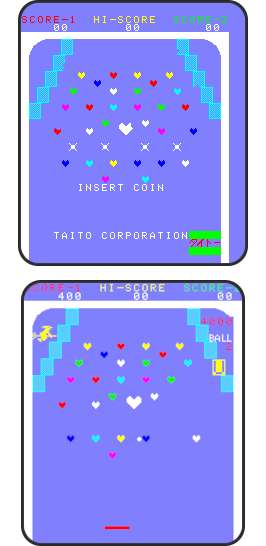 SCORE-1 HI-SCORE SCORE-2
00 00 00
INSERT COIN
TAITO CORPORATION
タイトー
CORE-1 HI-SCORE SCORE-
400 00 00
4000
BALL
2